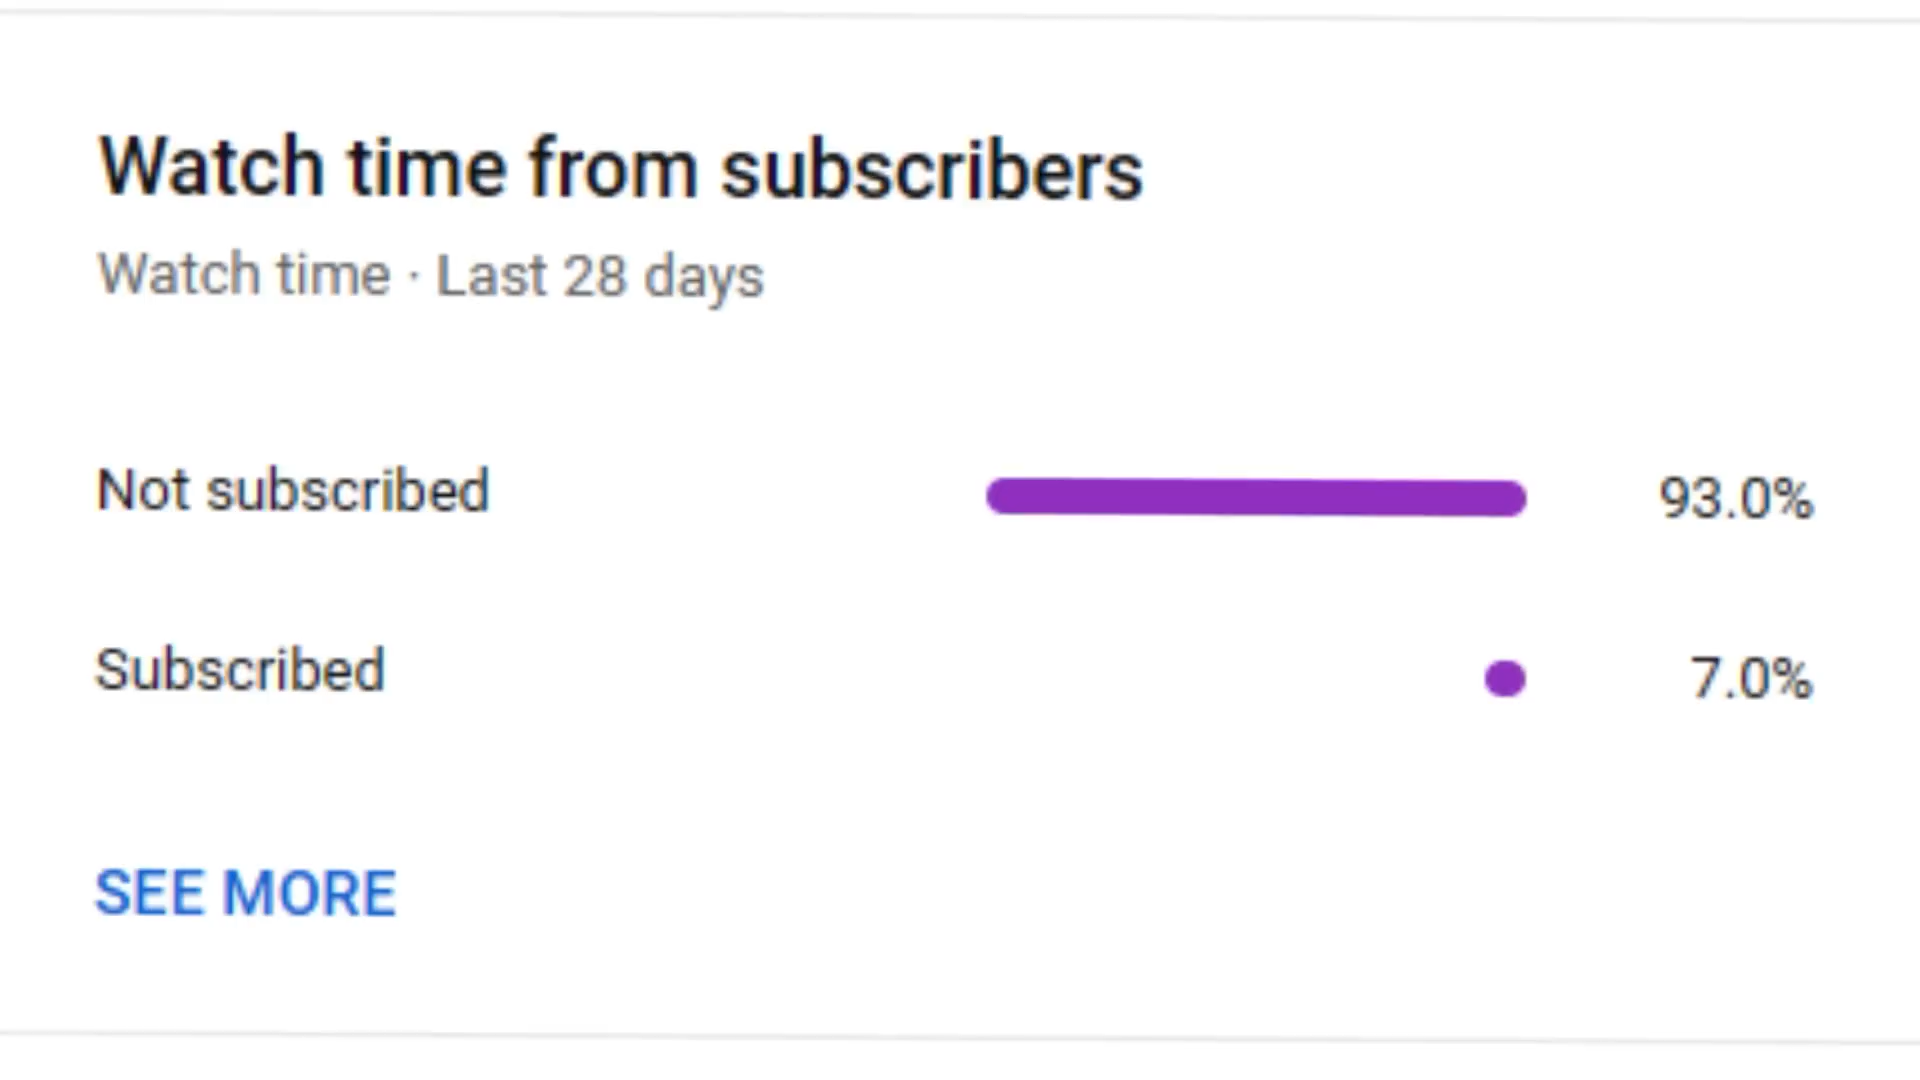 Watch time from subscribers
Watch time · Last 28 days
Not subscribed 93.0%
Subscribed 7.0%
SEE MORE